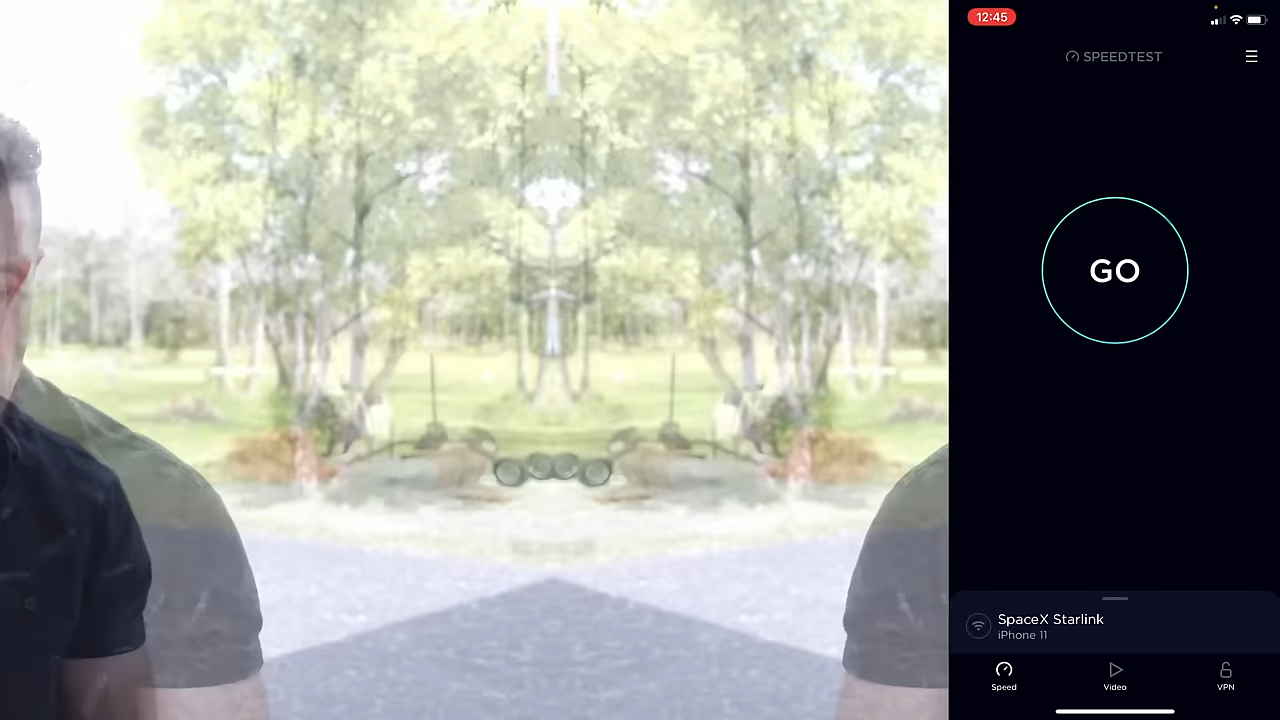 12:45
SPEEDTEST
GO
SpaceX Starlink
iPhone 11
Speed
Video
VPN